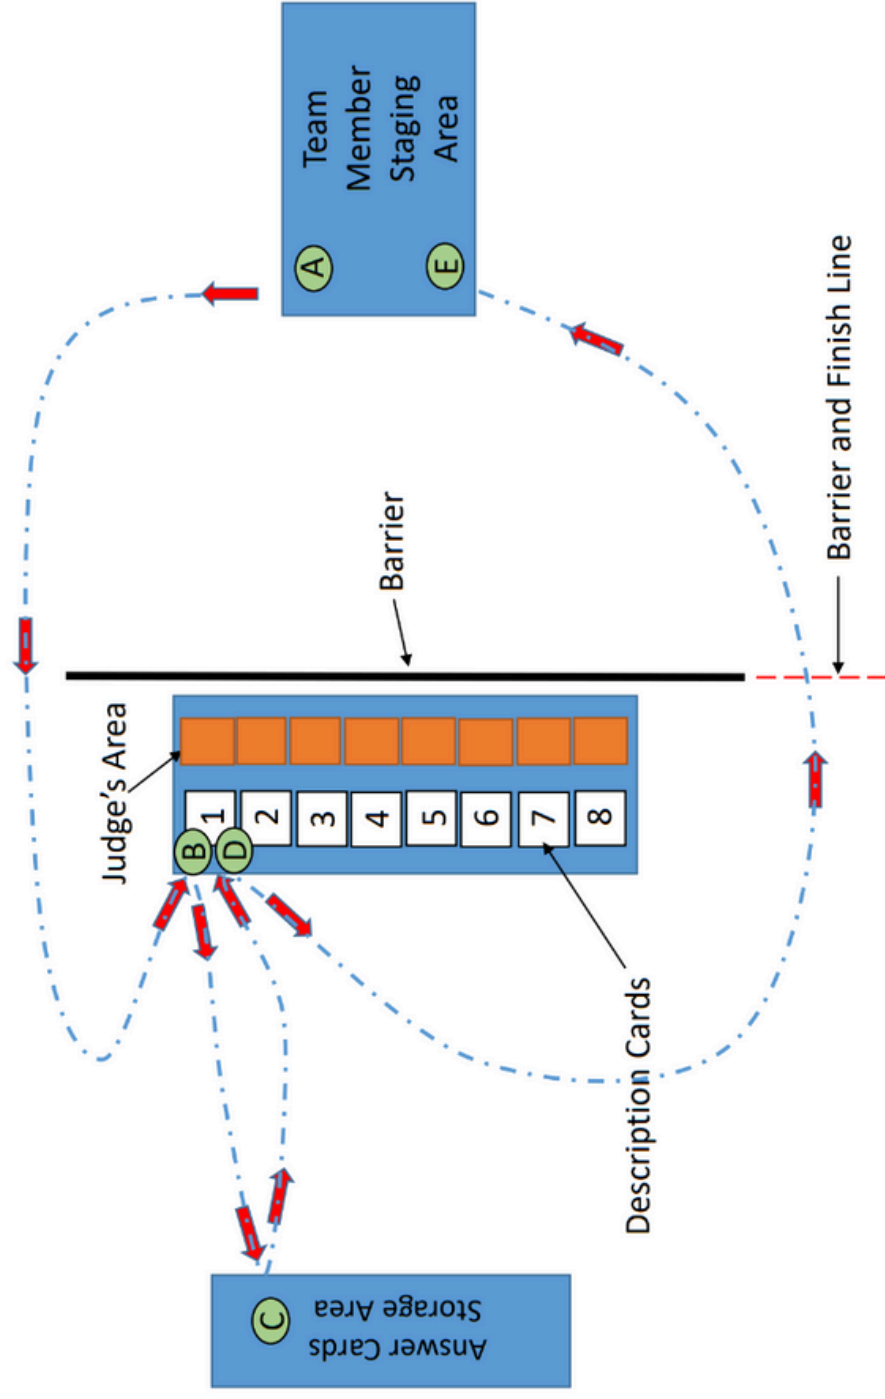 Team
Member
Staging
Area
A
E
Barrier
Barrier and Finish Line
Judge's Area
B
D
1
2
3
4
5
6
7
8
Description Cards
C
Answer Cards
Storage Area